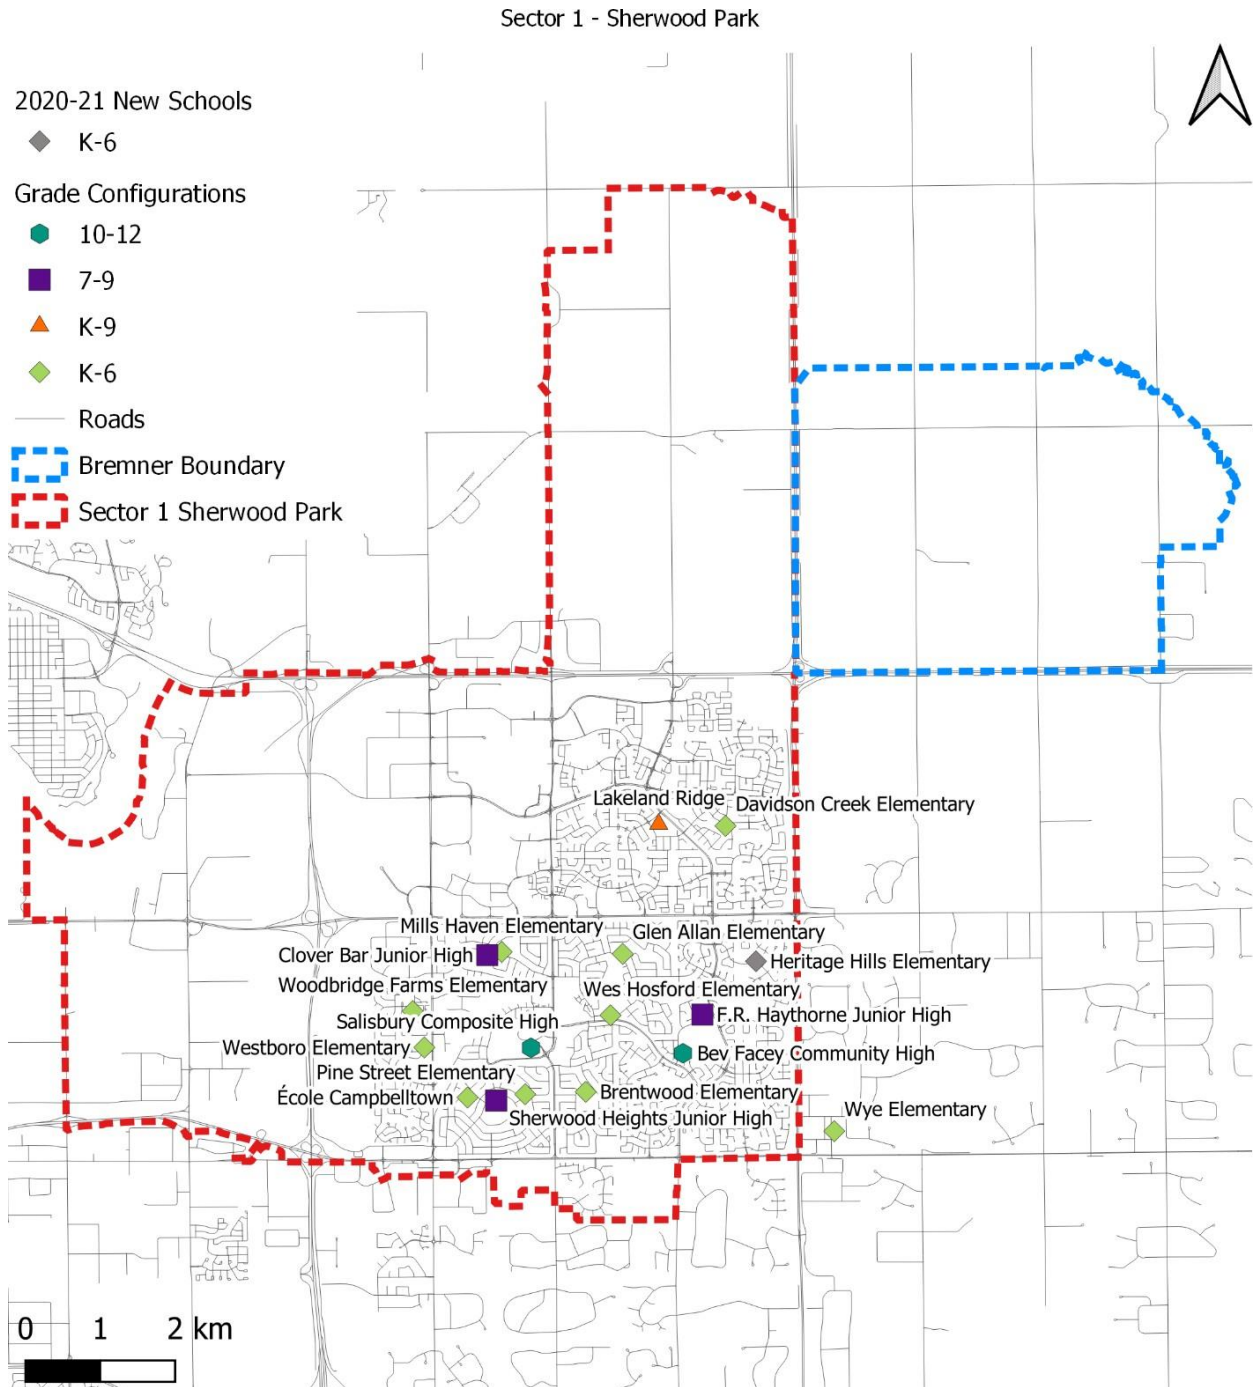 Sector 1 - Sherwood Park
2020-21 New Schools
K-6
Grade Configurations
10-12
7-9
K-9
K-6
Roads
Bremner Boundary
Sector 1 Sherwood Park
Lakeland Ridge
Davidson Creek Elementary
Mills Haven Elementary
Glen Allan Elementary
Clover Bar Junior High
Heritage Hills Elementary
Woodbridge Farms Elementary
Wes Hosford Elementary
F.R. Haythorne Junior High
Salisbury Composite High
Westboro Elementary
Bev Facey Community High
Pine Street Elementary
École Campbelltown
Brentwood Elementary
Sherwood Heights Junior High
Wye Elementary
0 1 2 km